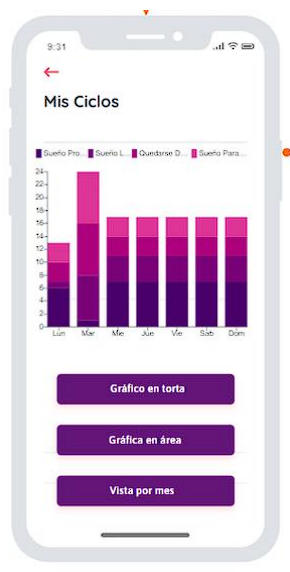 9:31
Mis Ciclos
Sueño Pro... Sueño L... Quedarse D... Sueño Para...
24
22
20
18
16
14
12
10
8
6
4
2
0
Lun Mar Mie Jue Vie Sáb Dom
Gráfico en torta
Gráfica en área
Vista por mes